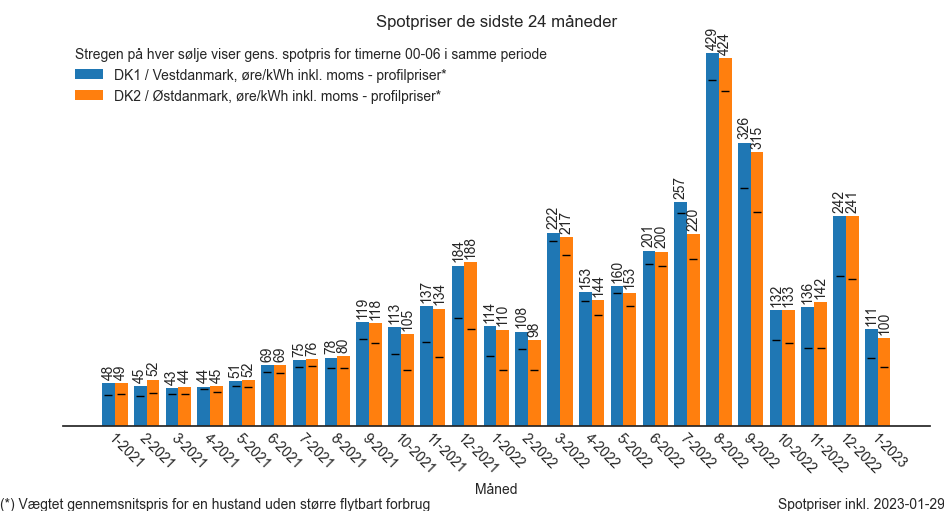 Spotpriser de sidste 24 måneder
Stregen på hver sølje viser gens. spotpris for timerne 00-06 i samme periode
DK1 / Vestdanmark, øre/kWh inkl. moms - profilpriser*
DK2 / Østdanmark, øre/kWh inkl. moms - profilpriser*
48 49 45 52 43 44 44 45 51 52 69 69 75 76 78 80 119 118 113 105 137 134 184 188 114 110 108 98 222 217 153 144 160 153 201 200 257 220 429 424 326 315 132 133 136 142 242 241 111 100
1-2021 2-2021 3-2021 4-2021 5-2021 6-2021 7-2021 8-2021 9-2021 10-2021 11-2021 12-2021 1-2022 2-2022 3-2022 4-2022 5-2022 6-2022 7-2022 8-2022 9-2022 10-2022 11-2022 12-2022 1-2023
Måned
(*) Vægtet gennemsnitspris for en hustand uden større flytbart forbrug
Spotpriser inkl. 2023-01-29